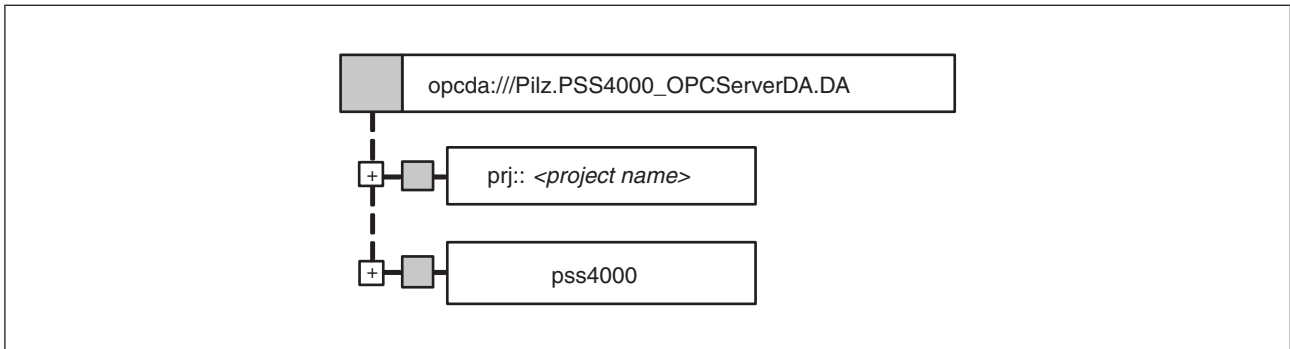 opcda:///Pilz.PSS4000_OPCServerDA.DA
+
prj:: <project name>
+
pss4000